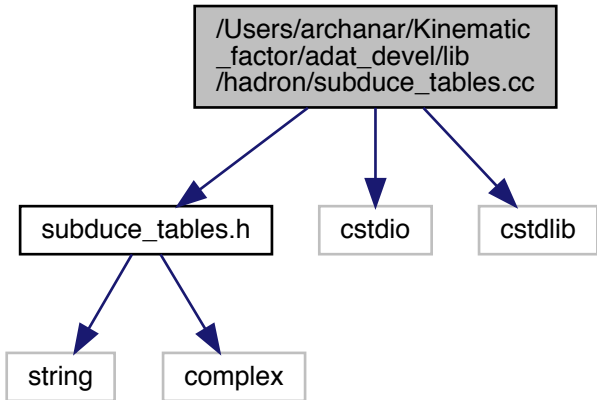 /Users/archanar/Kinematic
_factor/adat_devel/lib
/hadron/subduce_tables.cc
subduce_tables.h
cstdio
cstdlib
string
complex